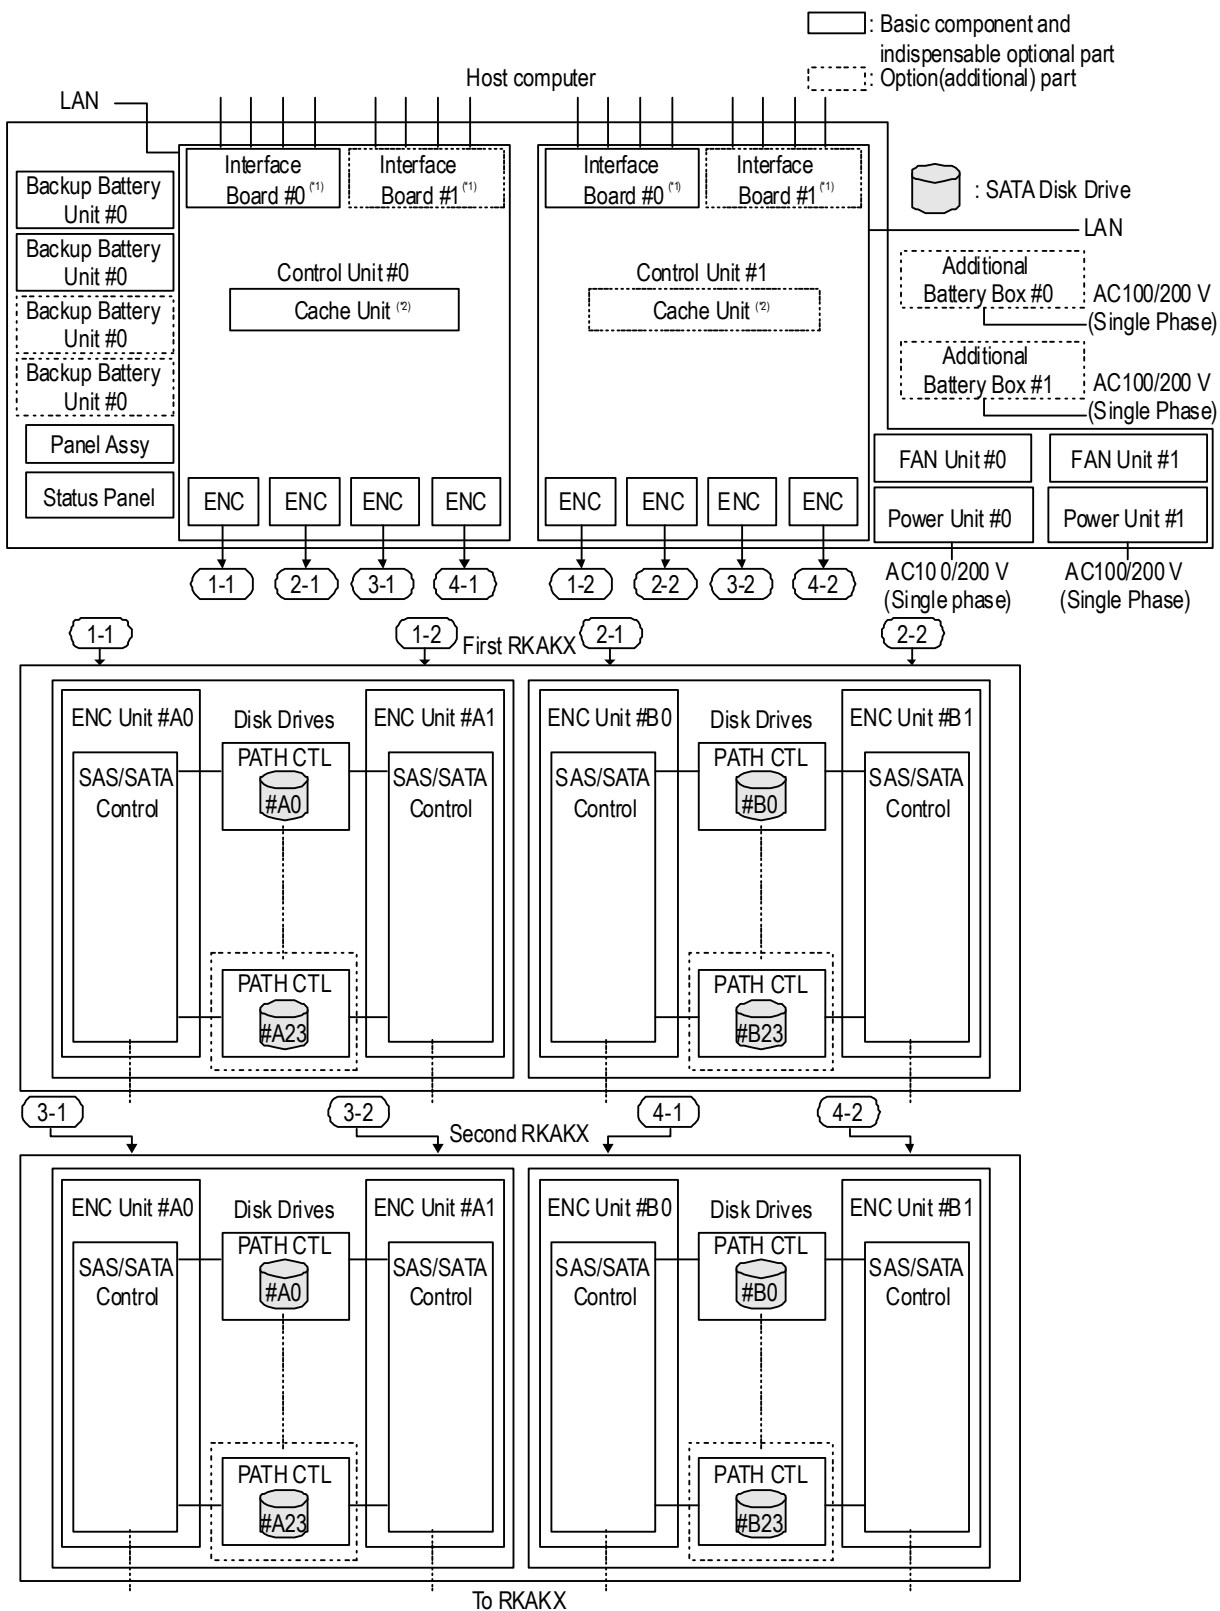 : Basic component and
indispensable optional part
: Option(additional) part
Host computer
LAN
Interface
Board #0 (*1)
Interface
Board #1 (*1)
Interface
Board #0 (*1)
Interface
Board #1 (*1)
Backup Battery
Unit #0
Backup Battery
Unit #0
Backup Battery
Unit #0
Backup Battery
Unit #0
Panel Assy
Status Panel
Control Unit #0
Cache Unit (*2)
Control Unit #1
Cache Unit (*2)
: SATA Disk Drive
LAN
Additional
Battery Box #0
AC100/200 V
(Single Phase)
Additional
Battery Box #1
AC100/200 V
(Single Phase)
FAN Unit #0
FAN Unit #1
Power Unit #0
Power Unit #1
ENC
ENC
ENC
ENC
ENC
ENC
ENC
ENC
1-1
2-1
3-1
4-1
1-2
2-2
3-2
4-2
AC10 0/200 V
(Single phase)
AC100/200 V
(Single Phase)
1-1
1-2
First RKAKX
2-1
2-2
ENC Unit #A0
Disk Drives
ENC Unit #A1
ENC Unit #B0
Disk Drives
ENC Unit #B1
SAS/SATA
Control
PATH CTL
#A0
SAS/SATA
Control
SAS/SATA
Control
PATH CTL
#B0
SAS/SATA
Control
PATH CTL
#A23
PATH CTL
#B23
3-1
3-2
Second RKAKX
4-1
4-2
ENC Unit #A0
Disk Drives
ENC Unit #A1
ENC Unit #B0
Disk Drives
ENC Unit #B1
SAS/SATA
Control
PATH CTL
#A0
SAS/SATA
Control
SAS/SATA
Control
PATH CTL
#B0
SAS/SATA
Control
PATH CTL
#A23
PATH CTL
#B23
To RKAKX